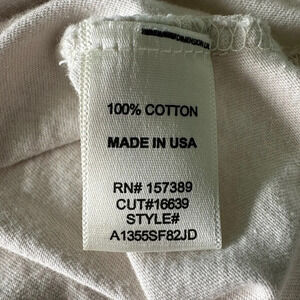 100% COTTON
MADE IN USA
RN# 157389
CUT#16639
STYLE#
A1355SF82JD